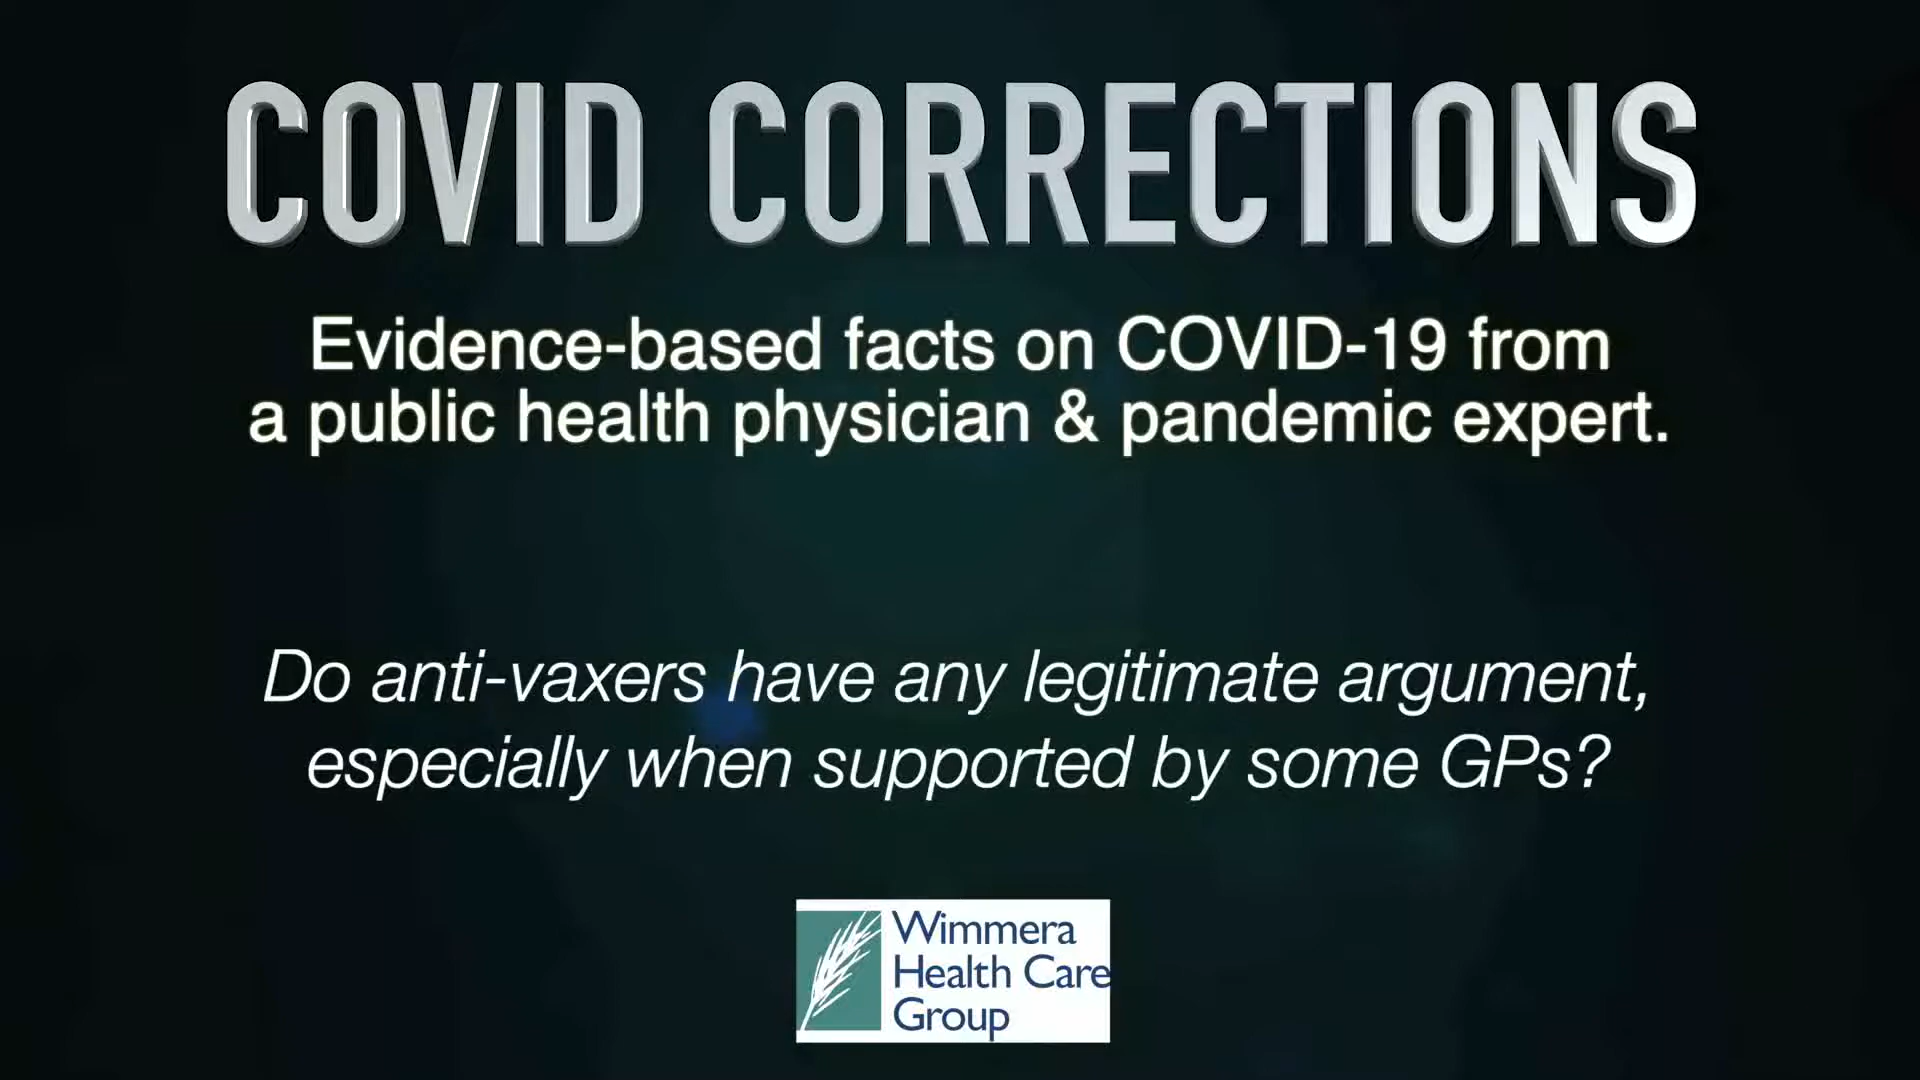 COVID CORRECTIONS
Evidence-based facts on COVID-19 from
a public health physician & pandemic expert.
Do anti-vaxers have any legitimate argument,
especially when supported by some GPs?
Wimmera
Health Care
Group